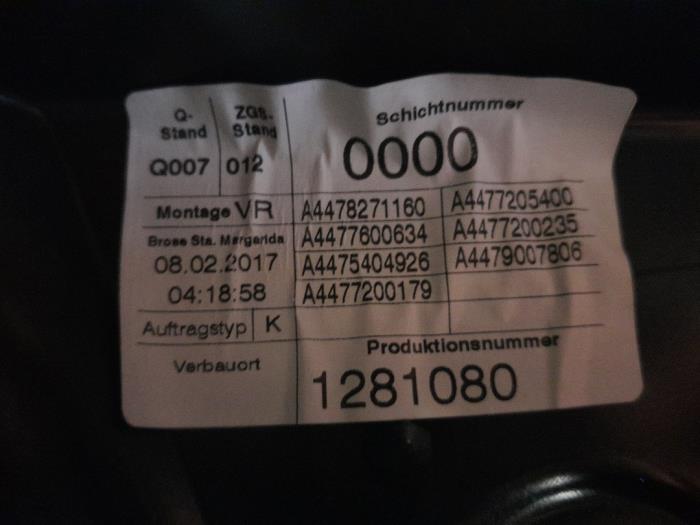 Q-Stand
ZGS.-Stand
Schichtnummer
Q007
012
0000
Montage VR
A4478271160
A4477205400
Brose Sta. Margarida
A4477600634
A4477200235
08.02.2017
A4475404926
A4479007806
04:18:58
A4477200179
Auftragstyp K
Verbauort
Produktionsnummer
1281080